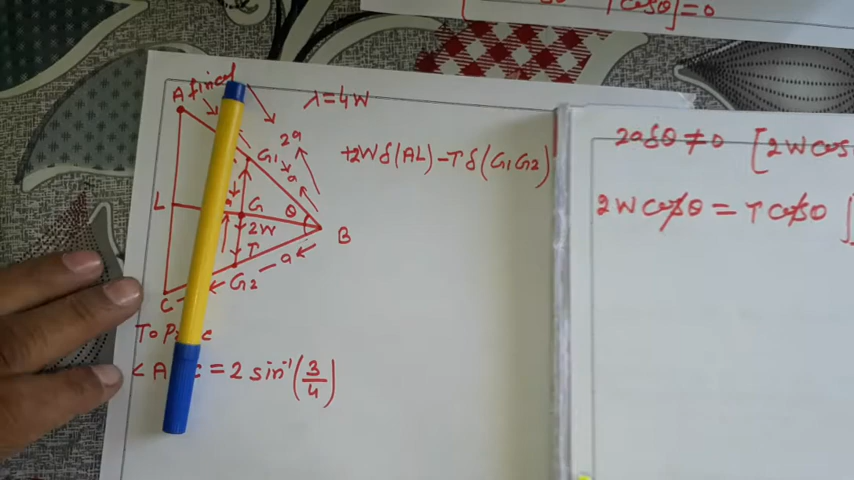 cosθ] = 0
A fixed
λ = 4W
2a
G₁
a
L
G
θ
B
2W
T
G₂
a
C
+2Wδ(AL) - Tδ(G₁G₂)
To P
= 2 sin⁻¹(3/4)
2aδθ ≠ 0 [2W cos
2W cosθ = T cosθ